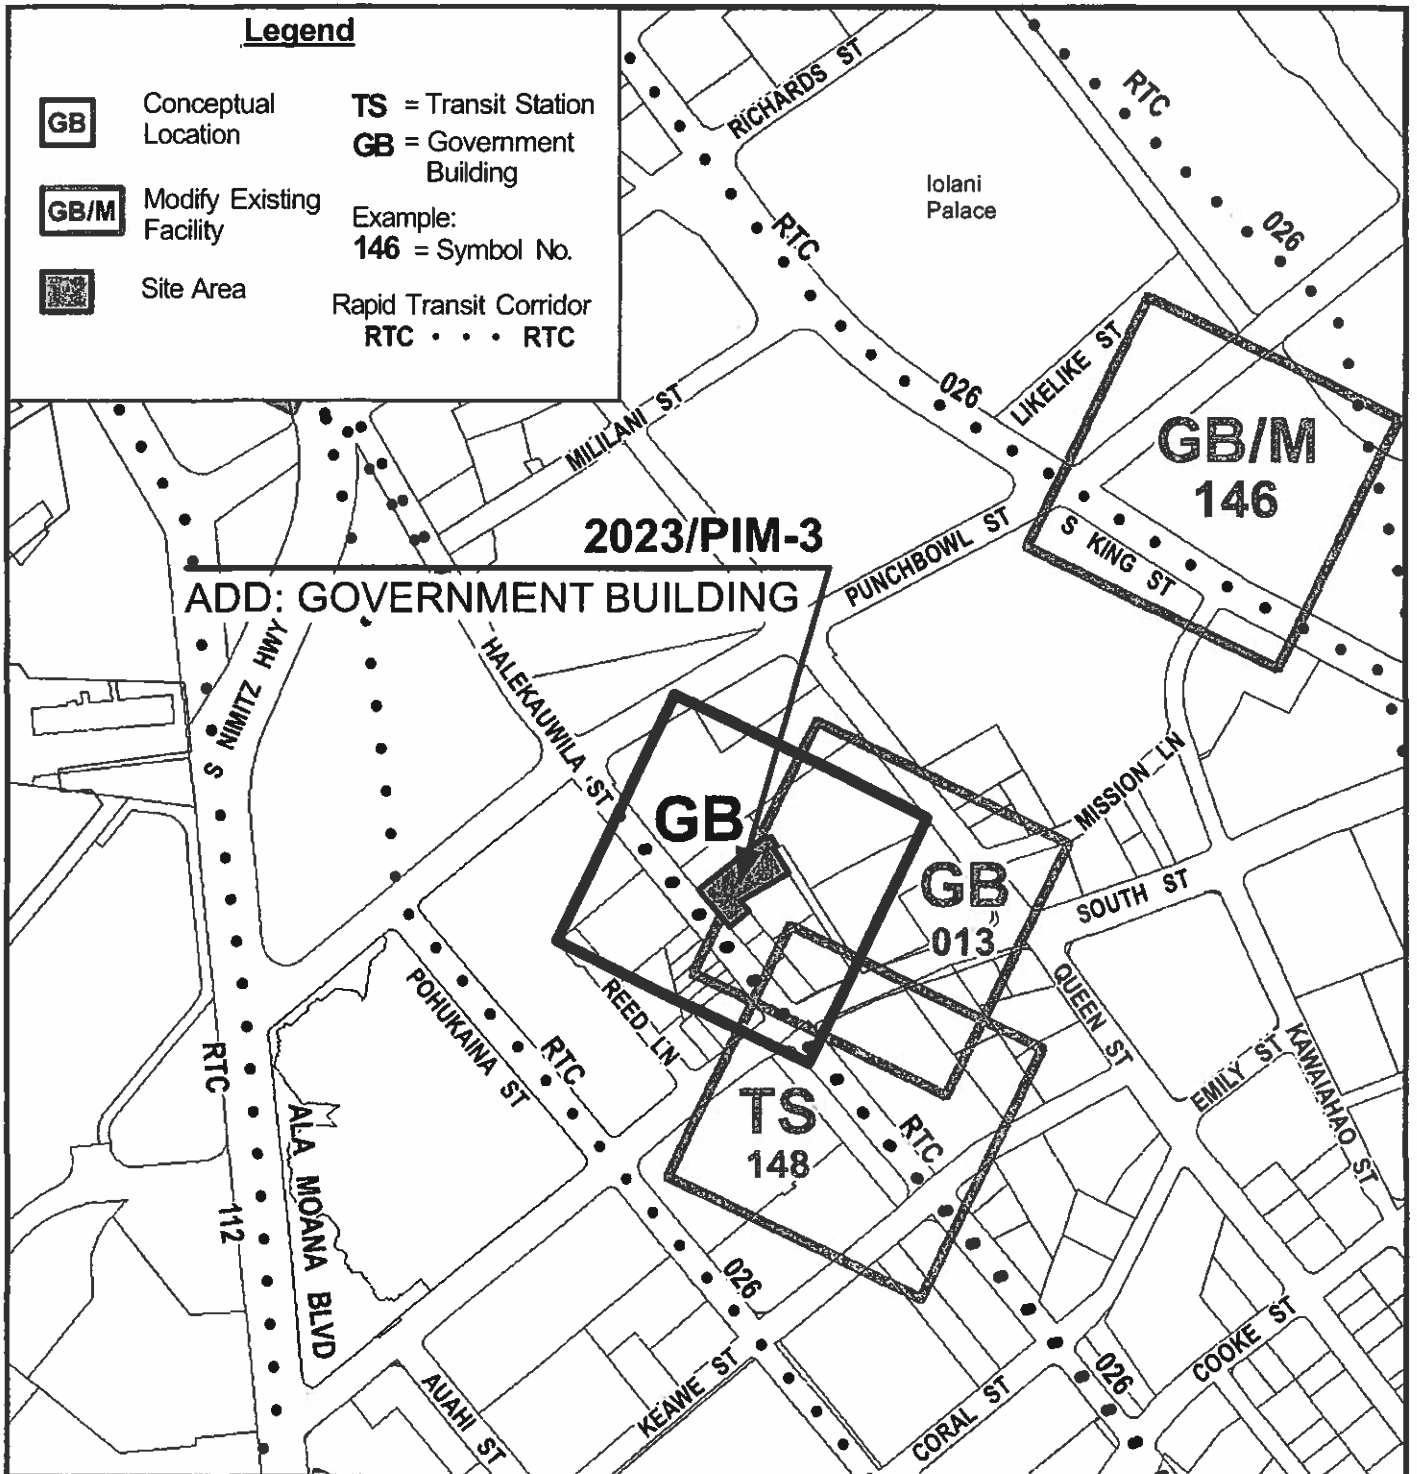 Legend
GB
Conceptual
Location
GB/M
Modify Existing
Facility
Site Area
TS = Transit Station
GB = Government
Building
Example:
146 = Symbol No.
Rapid Transit Corridor
RTC • • • RTC
RICHARDS ST
RTC
026
Iolani
Palace
RTC
026
LIKELIKE ST
GB/M
146
MILILANI ST
2023/PIM-3
ADD: GOVERNMENT BUILDING
PUNCHBOWL ST
S KING ST
S NIMITZ HWY
HALEKAUWILA ST
MISSION LN
GB
GB
013
SOUTH ST
QUEEN ST
REED LN
POHUKAINA ST
RTC
RTC
112
ALA MOANA BLVD
TS
148
RTC
EMILY ST
KAWAIAHAO ST
026
026
COOKE ST
KEAWE ST
AUAHI ST
CORAL ST